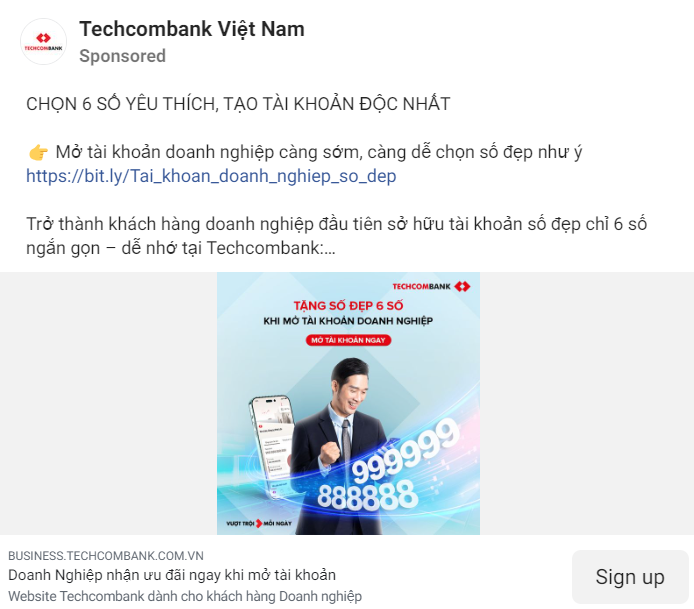 Techcombank Việt Nam
TECHCOMBANK
Sponsored
CHỌN 6 SỐ YÊU THÍCH, TẠO TÀI KHOẢN ĐỘC NHẤT
👉 Mở tài khoản doanh nghiệp càng sớm, càng dễ chọn số đẹp như ý
https://bit.ly/Tai_khoan_doanh_nghiep_so_dep
Trở thành khách hàng doanh nghiệp đầu tiên sở hữu tài khoản số đẹp chỉ 6 số
ngắn gọn – dễ nhớ tại Techcombank:...
TECHCOMBANK
TẶNG SỐ ĐẸP 6 SỐ
KHI MỞ TÀI KHOẢN DOANH NGHIỆP
MỞ TÀI KHOẢN NGAY
999999
888888
VƯỢT TRỘI MỖI NGÀY
BUSINESS.TECHCOMBANK.COM.VN
Doanh Nghiệp nhận ưu đãi ngay khi mở tài khoản
Website Techcombank dành cho khách hàng Doanh nghiệp
Sign up